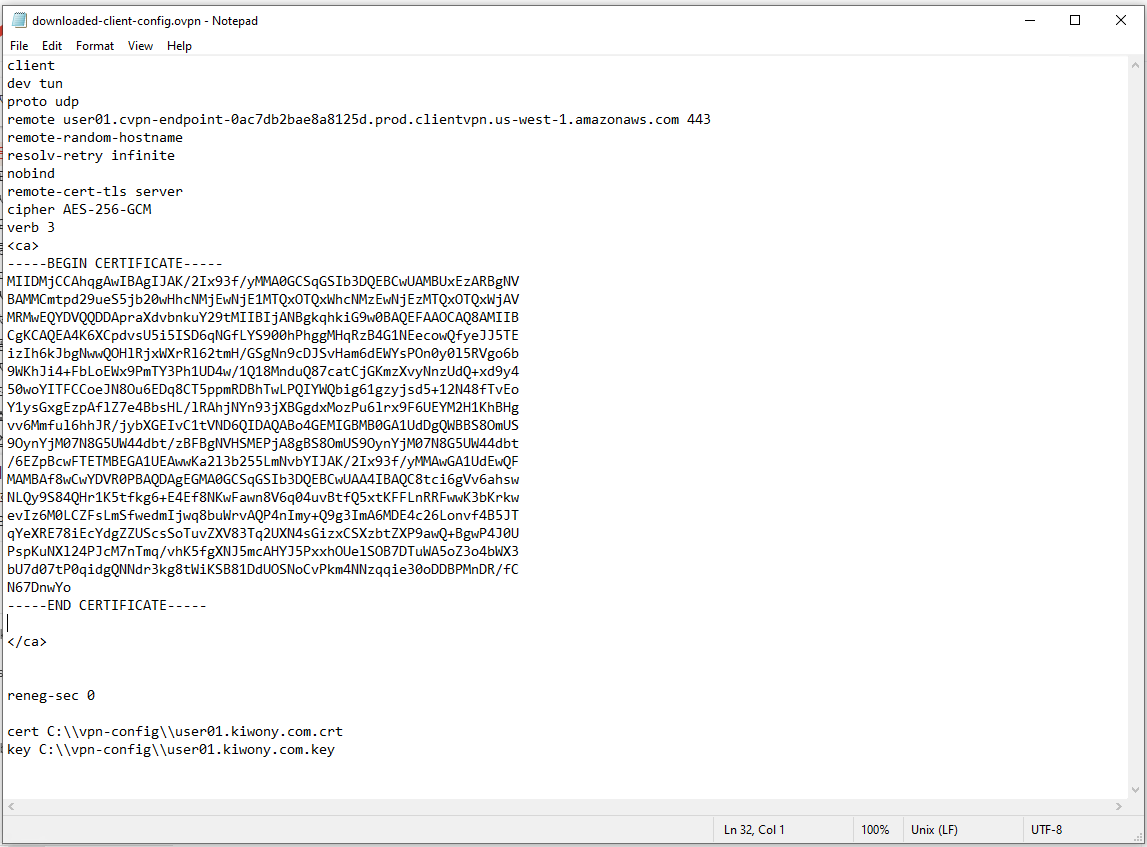 downloaded-client-config.ovpn - Notepad
File Edit Format View Help
client
dev tun
proto udp
remote user01.cvpn-endpoint-0ac7db2bae8a8125d.prod.clientvpn.us-west-1.amazonaws.com 443
remote-random-hostname
resolv-retry infinite
nobind
remote-cert-tls server
cipher AES-256-GCM
verb 3
<ca>
-----BEGIN CERTIFICATE-----
MIIDMjCCAhqgAwIBAgIJAK/2Ix93f/yMMA0GCSqGSIb3DQEBCwUAMBUxEzARBgNV
BAMMCmtpd29ueS5jb20wHhcNMjEwNjE1MTQxOTQxWhcNMzEwNjEzMTQxOTQxWjAV
MRMwEQYDVQQDDApraXdvbnkuY29tMIIBIjANBgkqhkiG9w0BAQEFAAOCAQ8AMIIB
CgKCAQEA4K6XCpdvsU5i5ISD6qNGfLYS900hPhggMHqRzB4G1NEecowQfyeJJ5TE
izIh6kJbgNwwQOHlRjxWXrRl62tmH/GSgNn9cDJSvHam6dEWYsPOn0y0l5RVgo6b
9WKhJi4+FbLoEWx9PmTY3Ph1UD4w/1Q18MnduQ87catCjGKmzXvyNnzUdQ+xd9y4
50woYITFCCoeJN8Ou6EDq8CT5ppmRDBhTwLPQIYWQbig61gzyjsd5+12N48fTvEo
Y1ysGxgEzpAflZ7e4BbsHL/lRAhjNYn93jXBGgdxMozPu6lrx9F6UEYM2H1KhBHg
vv6Mmful6hhJR/jybXGEIvC1tVND6QIDAQABo4GEMIGBMB0GA1UdDgQWBBS8OmUS
9OynYjM07N8G5UW44dbt/zBFBgNVHSMEPjA8gBS8OmUS9OynYjM07N8G5UW44dbt
/6EZpBcwFTETMBEGA1UEAwwKa2l3b255LmNvbYIJAK/2Ix93f/yMMAwGA1UdEwQF
MAMBAf8wCwYDVR0PBAQDAgEGMA0GCSqGSIb3DQEBCwUAA4IBAQC8tci6gVv6ahsw
NLQy9S84QHr1K5tfkg6+E4Ef8NKwFawn8V6q04uvBtfQ5xtKFFLnRRFwwK3bKrkw
evIz6M0LCZFsLmSfwedmIjwq8buWrvAQP4nImy+Q9g3ImA6MDE4c26Lonvf4B5JT
qYeXRE78iEcYdgZZUScsSoTuvZXV83Tq2UXN4sGizxCSXzbtZXP9awQ+BgwP4J0U
PspKuNXl24PJcM7nTmq/vhK5fgXNJ5mcAHYJ5PxxhOUelSOB7DTuWA5oZ3o4bWX3
bU7d07tP0qidgQNNdr3kg8tWiKSB81DdUOSNoCvPkm4NNzqqie30oDDBPMnDR/fC
N67DnwYo
-----END CERTIFICATE-----
</ca>
reneg-sec 0
cert C:\\vpn-config\\user01.kiwony.com.crt
key C:\\vpn-config\\user01.kiwony.com.key
Ln 32, Col 1 100% Unix (LF) UTF-8